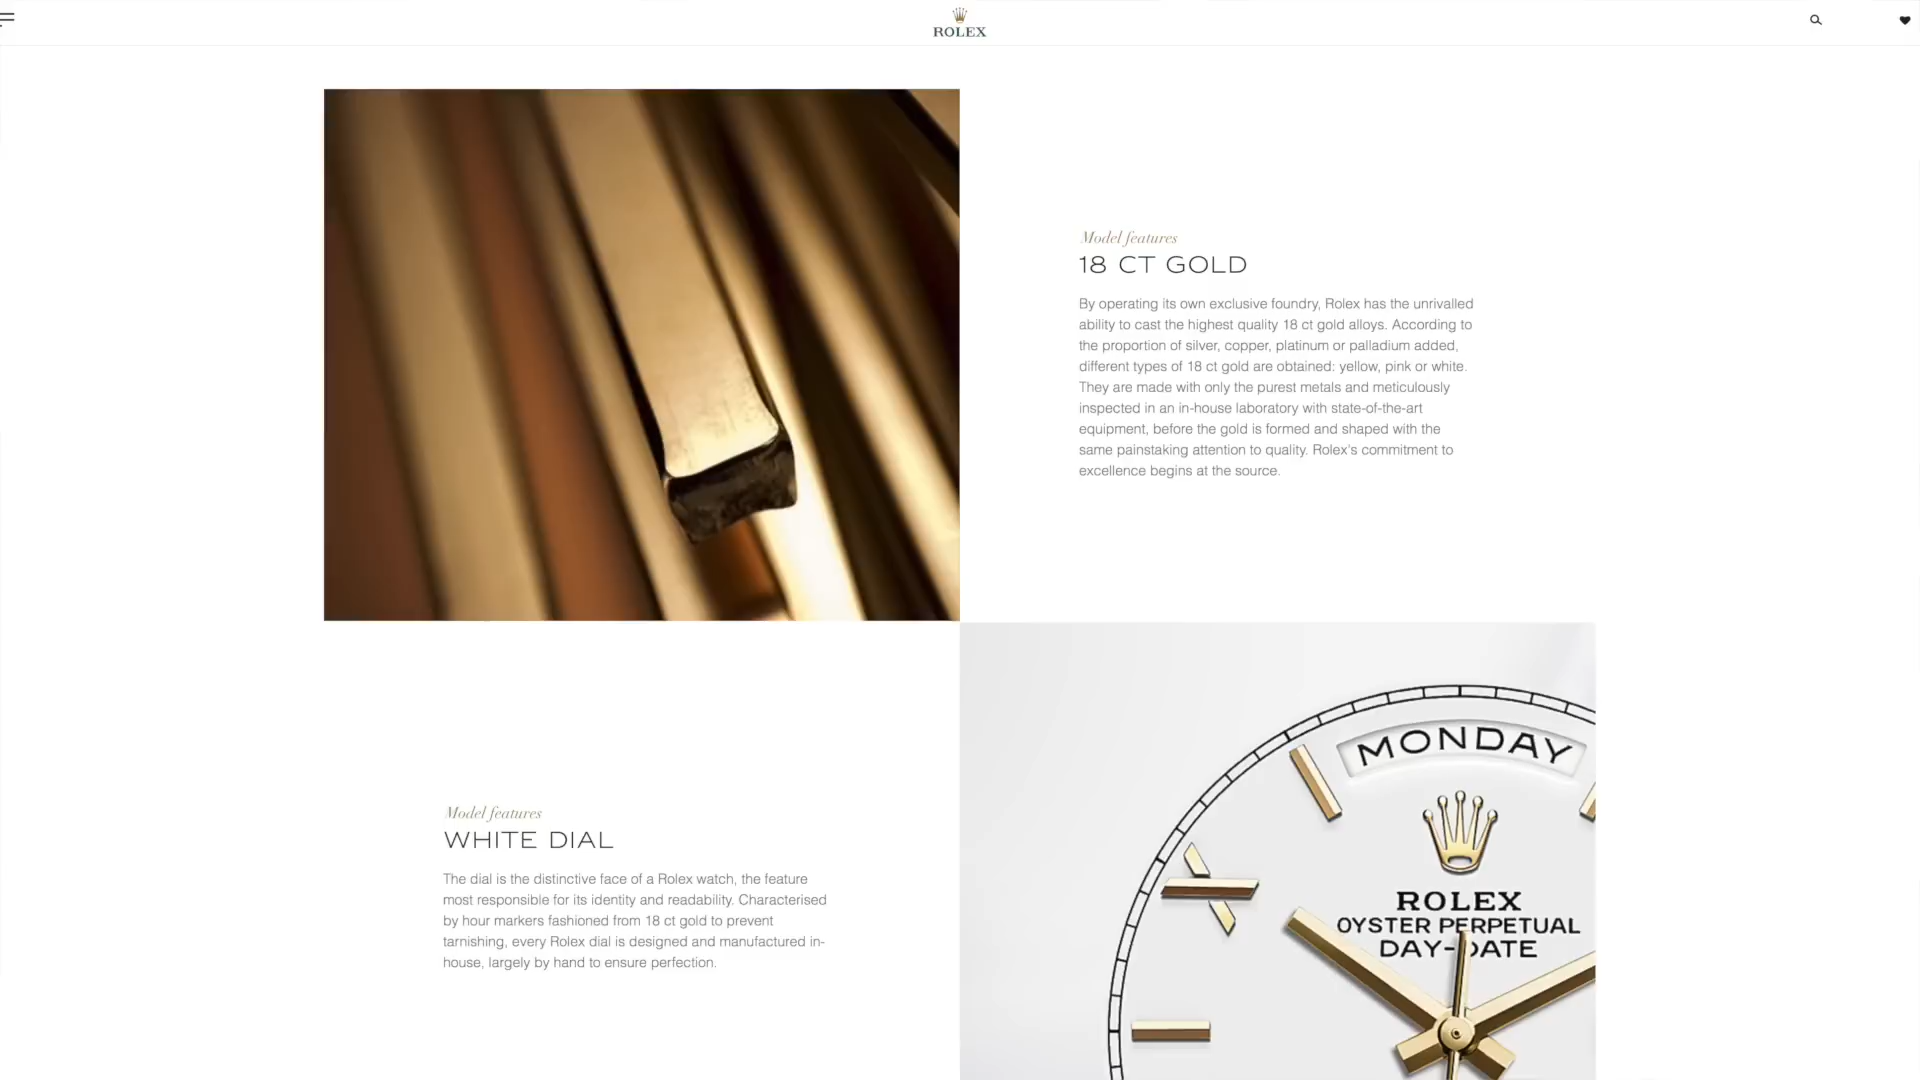 ROLEX
Model features
18 CT GOLD
By operating its own exclusive foundry, Rolex has the unrivalled
ability to cast the highest quality 18 ct gold alloys. According to
the proportion of silver, copper, platinum or palladium added,
different types of 18 ct gold are obtained: yellow, pink or white.
They are made with only the purest metals and meticulously
inspected in an in-house laboratory with state-of-the-art
equipment, before the gold is formed and shaped with the
same painstaking attention to quality. Rolex's commitment to
excellence begins at the source.
Model features
WHITE DIAL
The dial is the distinctive face of a Rolex watch, the feature
most responsible for its identity and readability. Characterised
by hour markers fashioned from 18 ct gold to prevent
tarnishing, every Rolex dial is designed and manufactured in-
house, largely by hand to ensure perfection.
MONDAY
ROLEX
OYSTER PERPETUAL
DAY-DATE
X